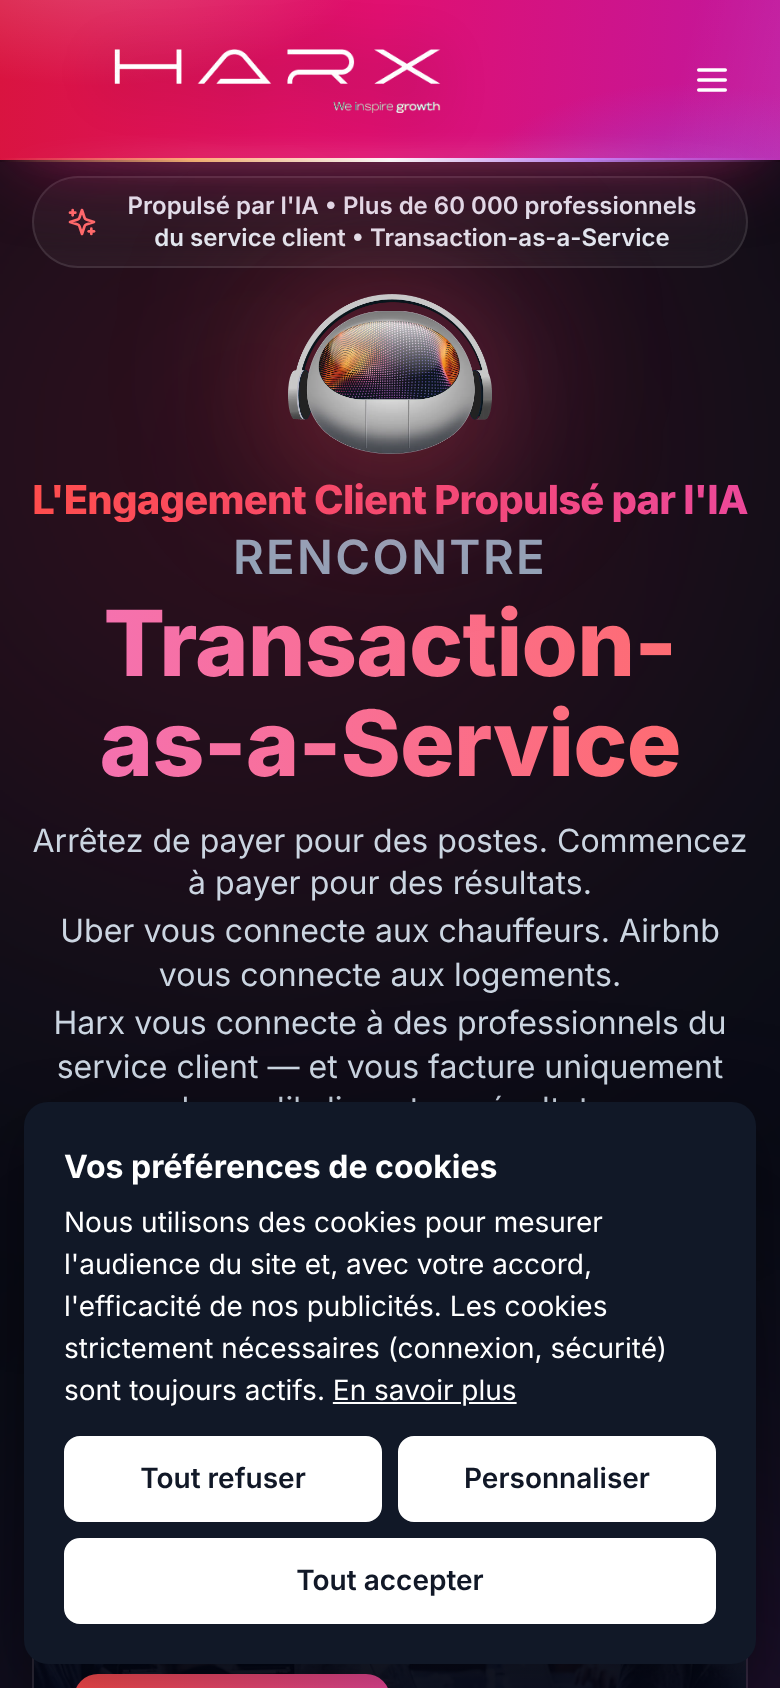 HARX
We inspire growth
Propulsé par l'IA • Plus de 60 000 professionnels
du service client • Transaction-as-a-Service
L'Engagement Client Propulsé par l'IA
RENCONTRE
Transaction-
as-a-Service
Arrêtez de payer pour des postes. Commencez
à payer pour des résultats.
Uber vous connecte aux chauffeurs. Airbnb
vous connecte aux logements.
Harx vous connecte à des professionnels du
service client — et vous facture uniquement
Vos préférences de cookies
Nous utilisons des cookies pour mesurer
l'audience du site et, avec votre accord,
l'efficacité de nos publicités. Les cookies
strictement nécessaires (connexion, sécurité)
sont toujours actifs. En savoir plus
Tout refuser
Personnaliser
Tout accepter